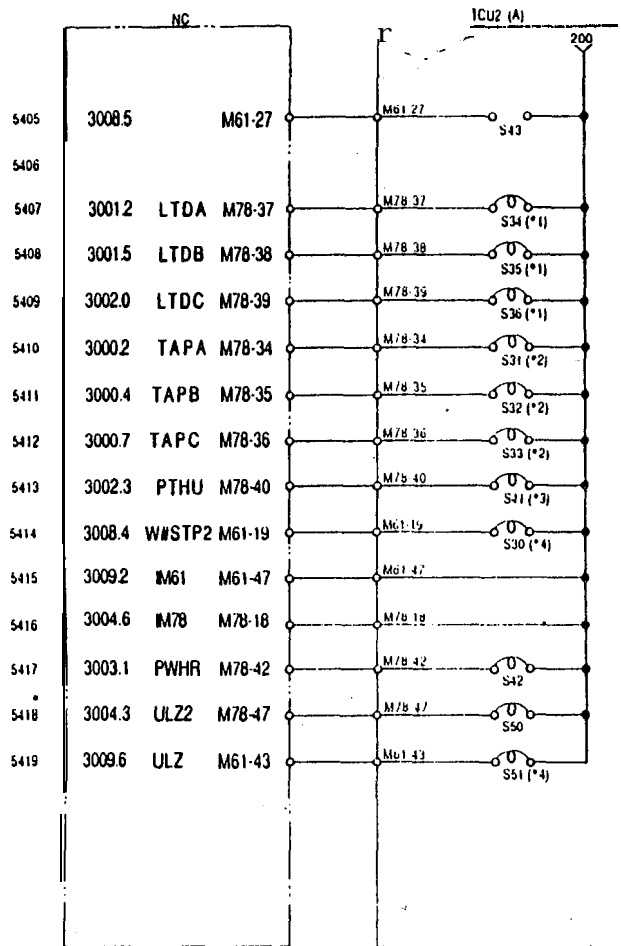 NC
TCU2 (A)
200
5405 3008.5 M61-27 M61-27 S43
5406
5407 3001.2 LTDA M78-37 M78-37 S34 (*1)
5408 3001.5 LTDB M78-38 M78-38 S35 (*1)
5409 3002.0 LTDC M78-39 M78-39 S36 (*1)
5410 3000.2 TAPA M78-34 M78-34 S31 (*2)
5411 3000.4 TAPB M78-35 M78-35 S32 (*2)
5412 3000.7 TAPC M78-36 M78-36 S33 (*2)
5413 3002.3 PTHU M78-40 M78-40 S41 (*3)
5414 3008.4 W#STP2 M61-19 M61-19 S30 (*4)
5415 3009.2 IM61 M61-47 M61-47
5416 3004.6 IM78 M78-18 M78-18
5417 3003.1 PWHR M78-42 M78-42 S42
5418 3004.3 ULZ2 M78-47 M78-47 S50
5419 3009.6 ULZ M61-43 M61-43 S51 (*4)